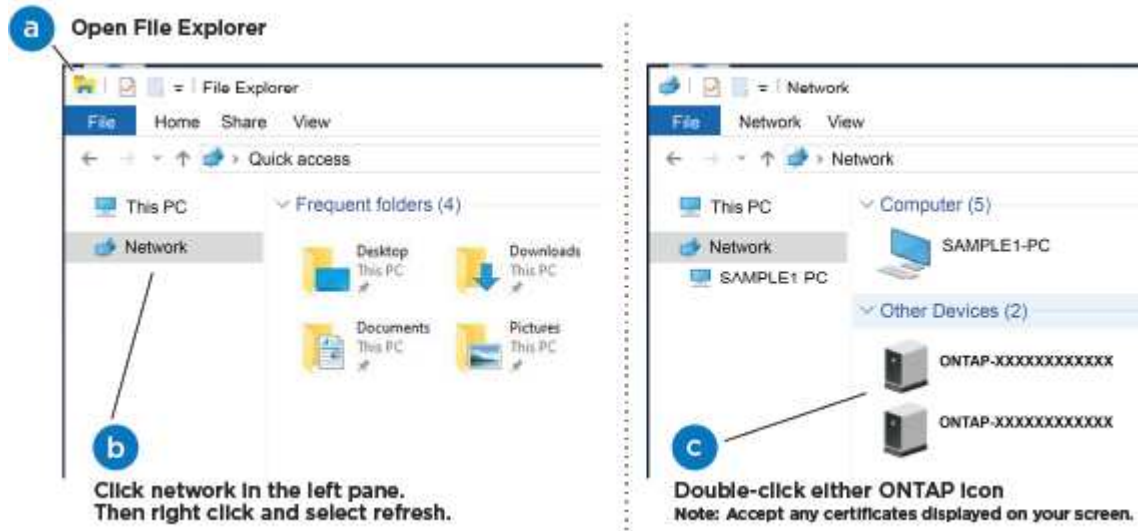 a
Open File Explorer
File Explorer
File Home Share View
Quick access
This PC
Frequent folders (4)
Network
Desktop
This PC
Downloads
This PC
Documents
This PC
Pictures
This PC
b
Click network in the left pane.
Then right click and select refresh.
Network
File Network View
Network
This PC
Computer (5)
Network
SAMPLE1-PC
SAMPLE1 PC
Other Devices (2)
ONTAP-XXXXXXXXXXXX
ONTAP-XXXXXXXXXXXX
c
Double-click either ONTAP icon
Note: Accept any certificates displayed on your screen.